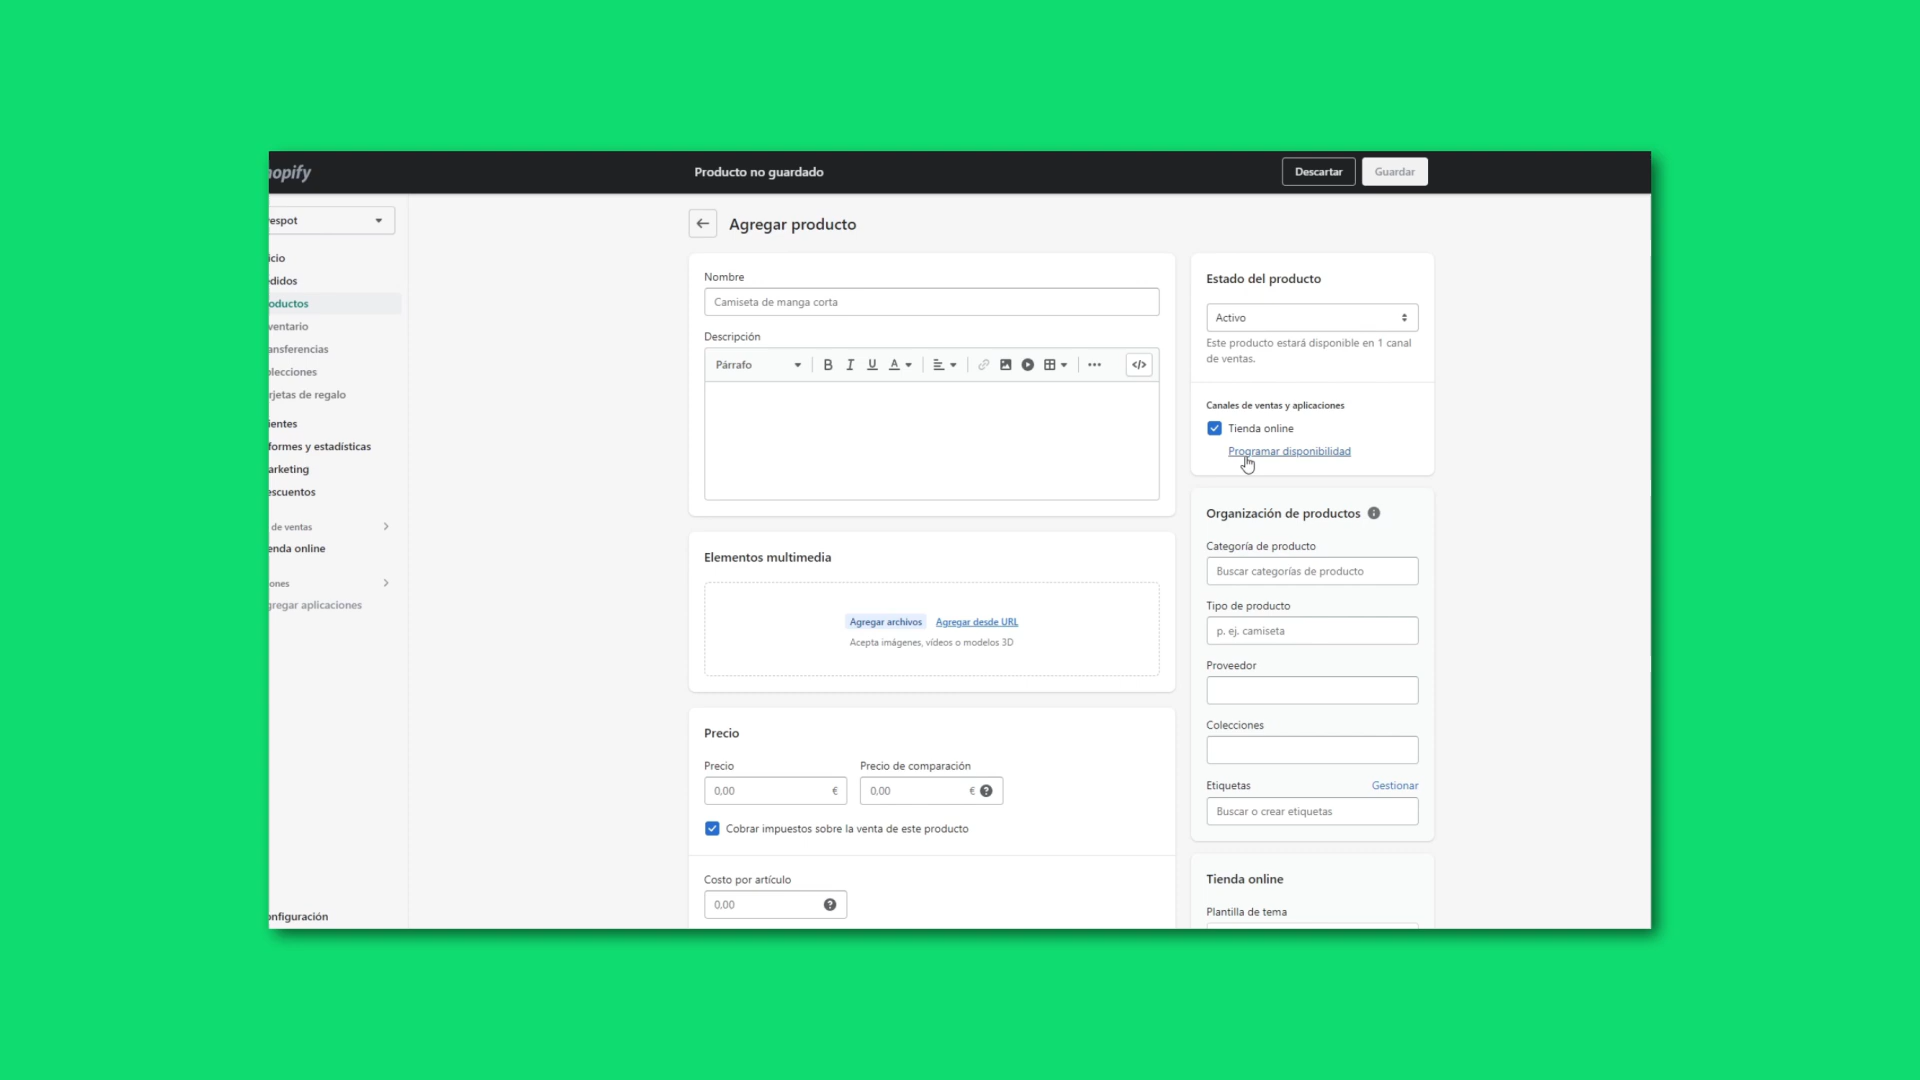 hopify
Producto no guardado
Descartar
Guardar
espot
icio
edidos
oductos
ventario
ansferencias
olecciones
rjetas de regalo
ientes
formes y estadísticas
arketing
escuentos
de ventas
enda online
ones
gregar aplicaciones
onfiguración
Agregar producto
Nombre
Camiseta de manga corta
Descripción
Párrafo
B I U A
</>
Elementos multimedia
Agregar archivos Agregar desde URL
Acepta imágenes, vídeos o modelos 3D
Precio
Precio
Precio de comparación
0,00 €
0,00 €
Cobrar impuestos sobre la venta de este producto
Costo por artículo
0,00
Estado del producto
Activo
Este producto estará disponible en 1 canal
de ventas.
Canales de ventas y aplicaciones
Tienda online
Programar disponibilidad
Organización de productos
Categoría de producto
Buscar categorías de producto
Tipo de producto
p. ej. camiseta
Proveedor
Colecciones
Etiquetas
Gestionar
Buscar o crear etiquetas
Tienda online
Plantilla de tema